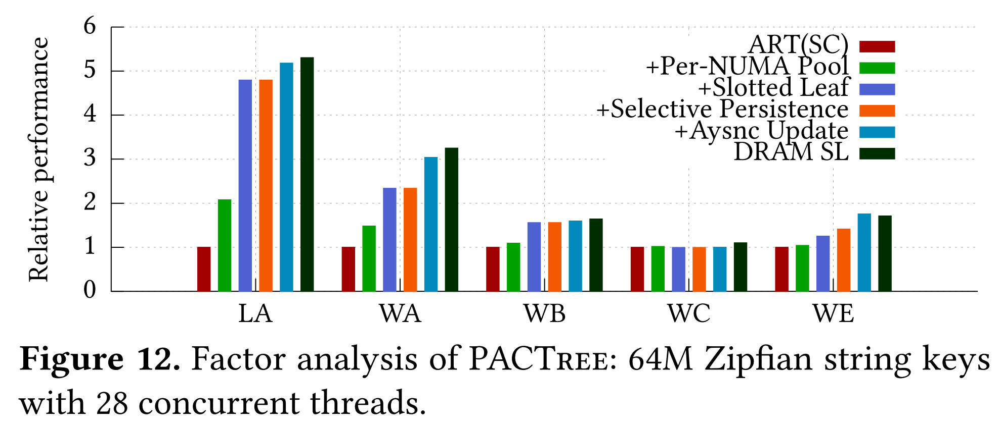 6
5
4
3
2
1
0
Relative performance
ART(SC)
+Per-NUMA Pool
+Slotted Leaf
+Selective Persistence
+Aysnc Update
DRAM SL
LA WA WB WC WE
Figure 12. Factor analysis of PACTREE: 64M Zipfian string keys
with 28 concurrent threads.